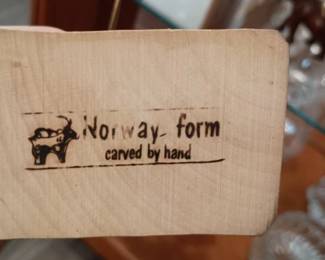 Norway form
carved by hand